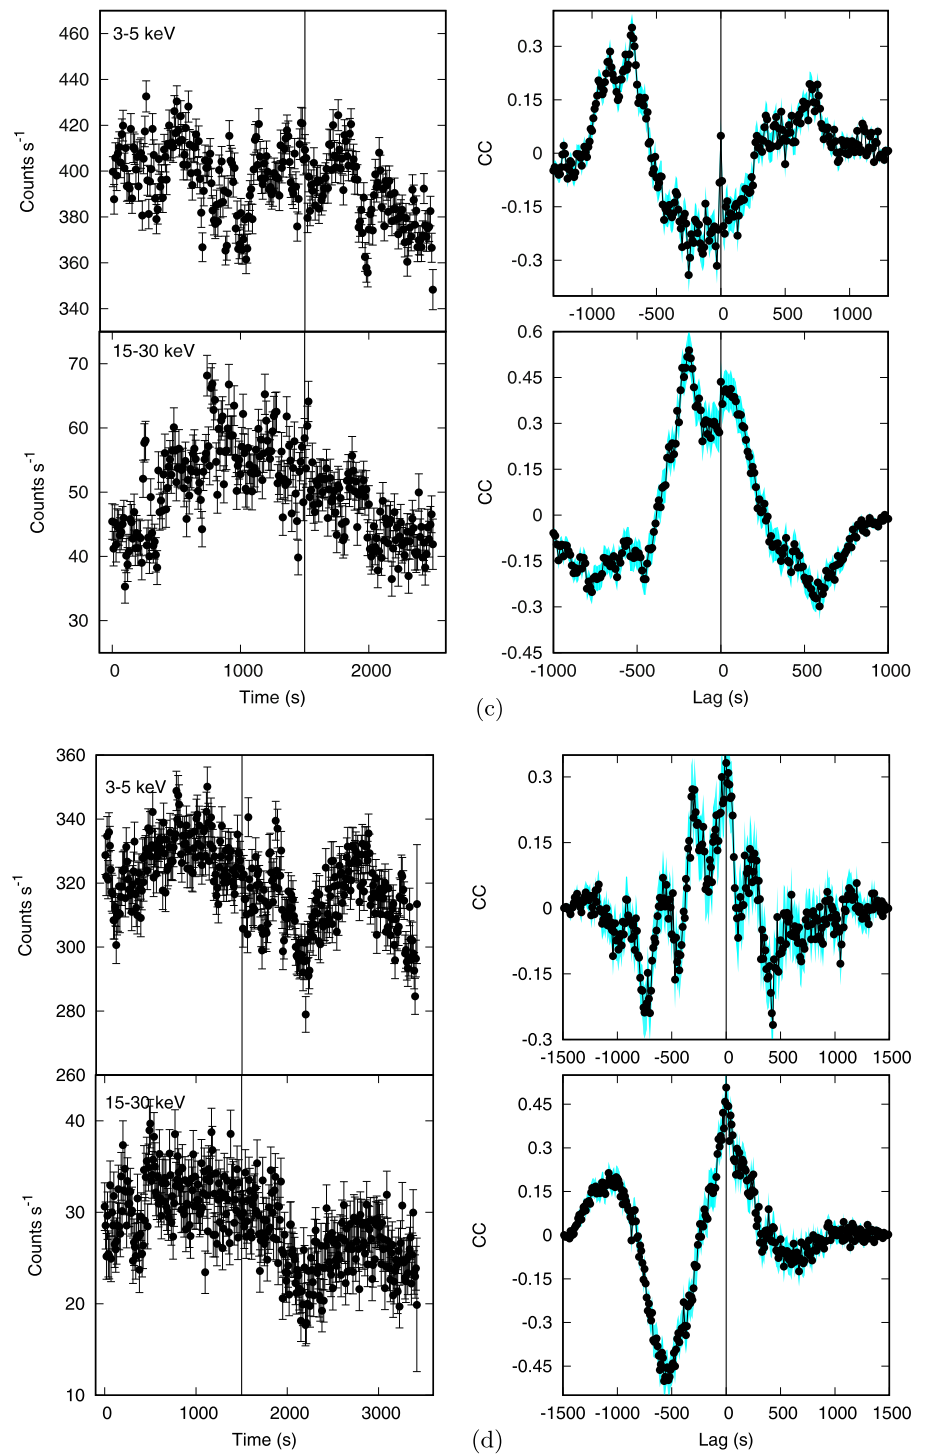 3-5 keV
Counts s-1
460
440
420
400
380
360
340
CC
0.3
0.15
0
-0.15
-0.3
-1000 -500 0 500 1000
15-30 keV
Counts s-1
70
60
50
40
30
0 1000 2000
Time (s)
CC
0.6
0.45
0.3
0.15
0
-0.15
-0.3
-0.45
-1000 -500 0 500 1000
Lag (s)
(c)
3-5 keV
Counts s-1
360
340
320
300
280
260
CC
0.3
0.15
0
-0.15
-0.3
-1500 -1000 -500 0 500 1000 1500
15-30 keV
Counts s-1
40
30
20
10
0 1000 2000 3000
Time (s)
CC
0.45
0.3
0.15
0
-0.15
-0.3
-0.45
-1500 -1000 -500 0 500 1000 1500
Lag (s)
(d)